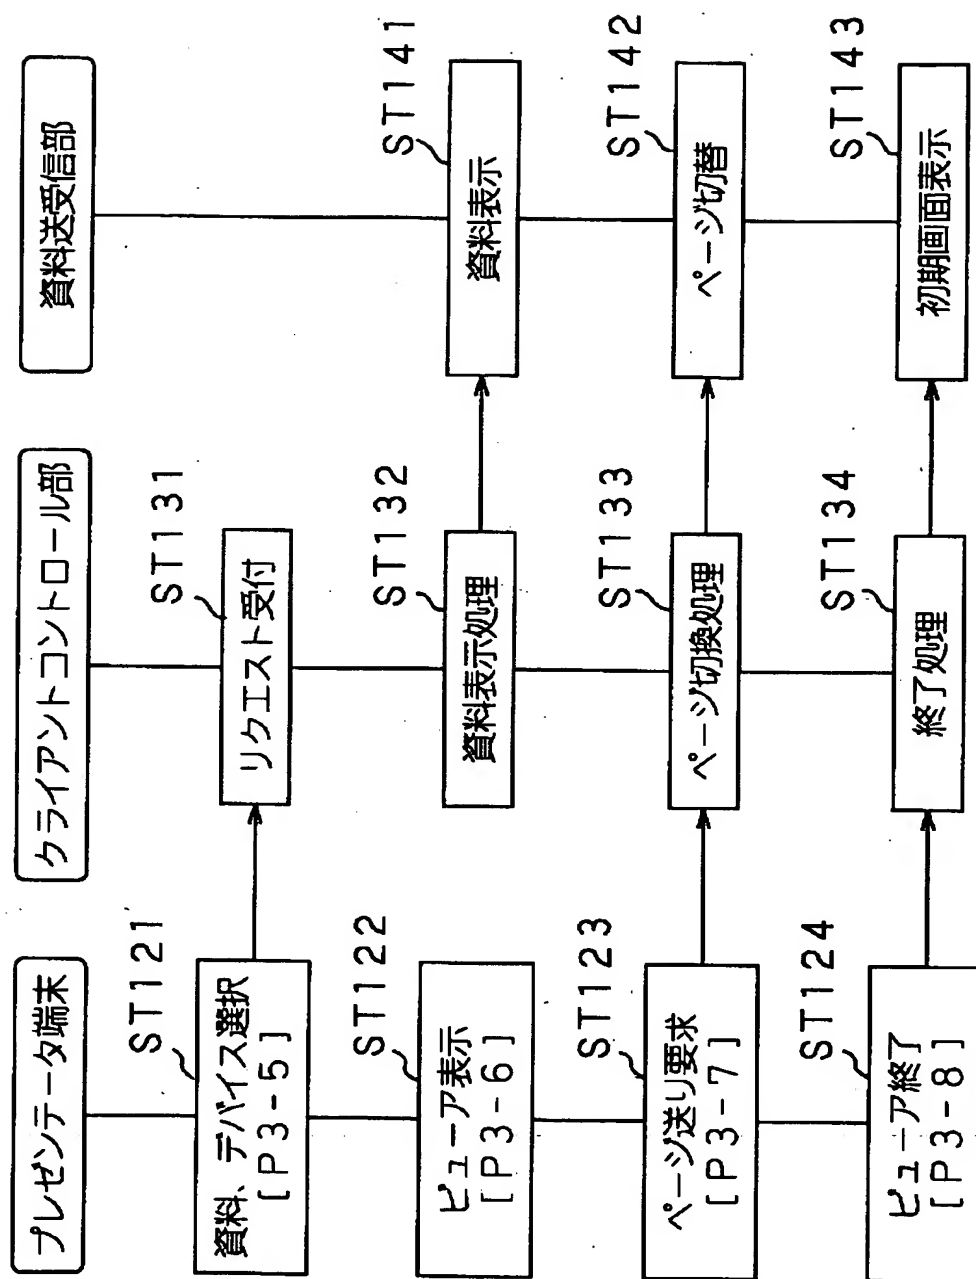 プレゼンテータ端末
クライアントコントロール部
資料送受信部
ST121
資料、デバイス選択
[P3-5]
ST131
リクエスト受付
ST122
ビューア表示
[P3-6]
ST132
資料表示処理
ST141
資料表示
ST123
ページ送り要求
[P3-7]
ST133
ページ切換処理
ST142
ページ切替
ST124
ビューア終了
[P3-8]
ST134
終了処理
ST143
初期画面表示